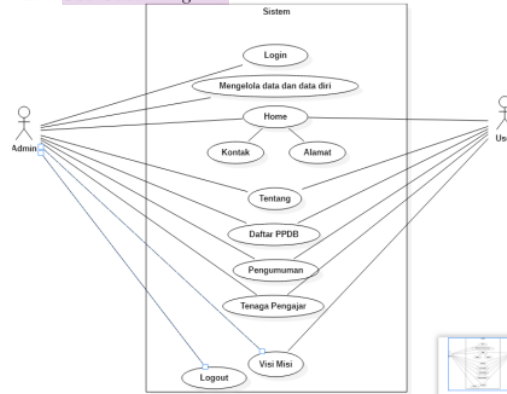 Sistem
Login
Mengelola data dan data diri
Home
Admin
Kontak
Alamat
Tentang
Daftar PPDB
Pengumuman
Tenaga Pengajar
Visi Misi
Logout